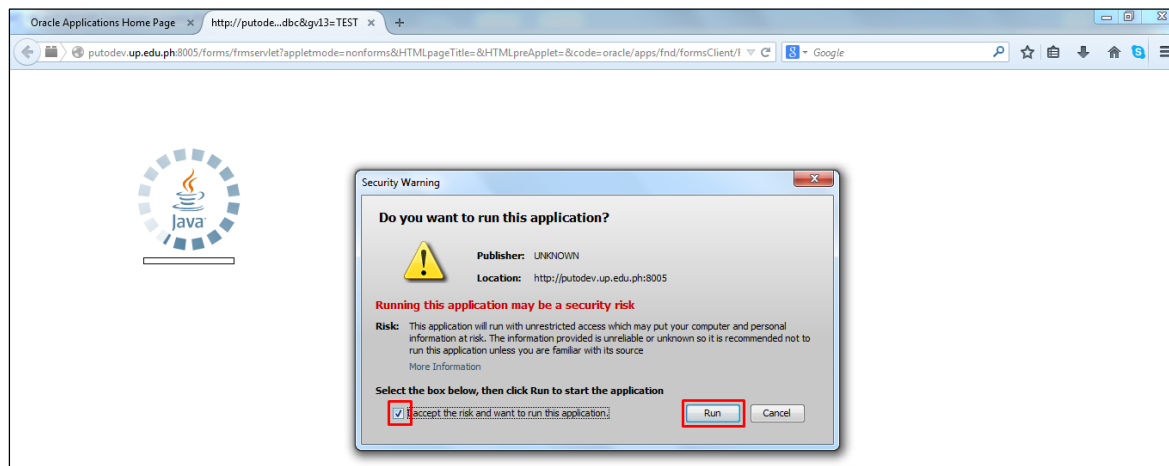 Oracle Applications Home Page
http://putode...dbc&gv13=TEST
putodev.up.edu.ph:8005/forms/frmservlet?appletmode=nonforms&HTMLpageTitle=&HTMLpreApplet=&code=oracle/apps/fnd/formsClient/
Google
Java
Security Warning
Do you want to run this application?
Publisher: UNKNOWN
Location: http://putodev.up.edu.ph:8005
Running this application may be a security risk
Risk: This application will run with unrestricted access which may put your computer and personal
information at risk. The information provided is unreliable or unknown so it is recommended not to
run this application unless you are familiar with its source
More Information
Select the box below, then click Run to start the application
I accept the risk and want to run this application.
Run
Cancel